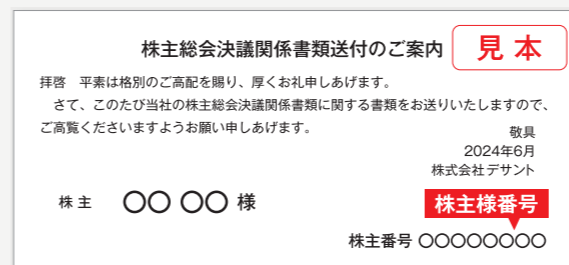 株主総会決議関係書類送付のご案内
見本
拝啓　平素は格別のご高配を賜り、厚くお礼申しあげます。
　さて、このたび当社の株主総会決議関係書類に関する書類をお送りいたしますので、
ご高覧くださいますようお願い申しあげます。
敬具
2024年6月
株式会社デサント
株主　〇〇 〇〇 様
株主様番号
株主番号 〇〇〇〇〇〇〇〇